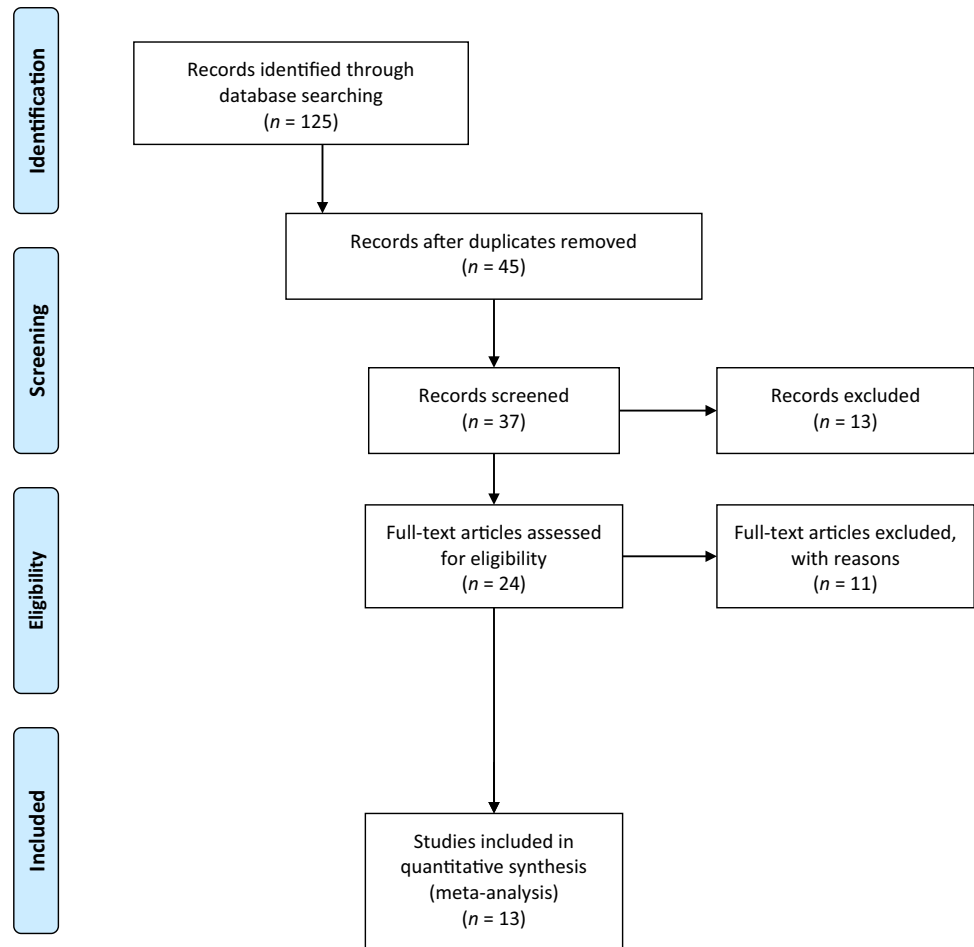 Identification
Records identified through
database searching
(n = 125)
Records after duplicates removed
(n = 45)
Screening
Records screened
(n = 37)
Records excluded
(n = 13)
Eligibility
Full-text articles assessed
for eligibility
(n = 24)
Full-text articles excluded,
with reasons
(n = 11)
Included
Studies included in
quantitative synthesis
(meta-analysis)
(n = 13)